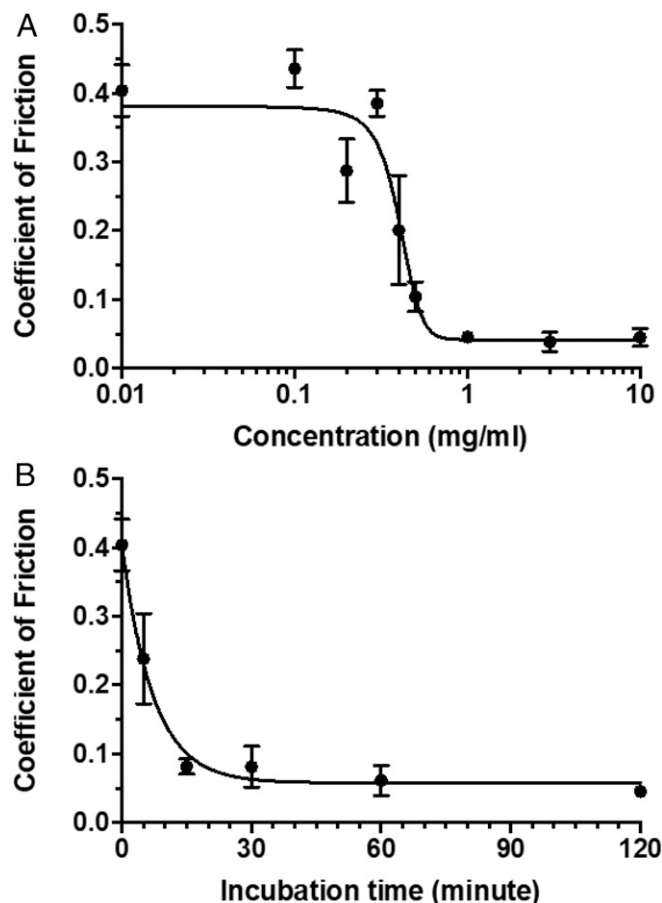 A
Coefficient of Friction
0.5
0.4
0.3
0.2
0.1
0.0
0.01 0.1 1 10
Concentration (mg/ml)
B
Coefficient of Friction
0.5
0.4
0.3
0.2
0.1
0.0
0 30 60 90 120
Incubation time (minute)